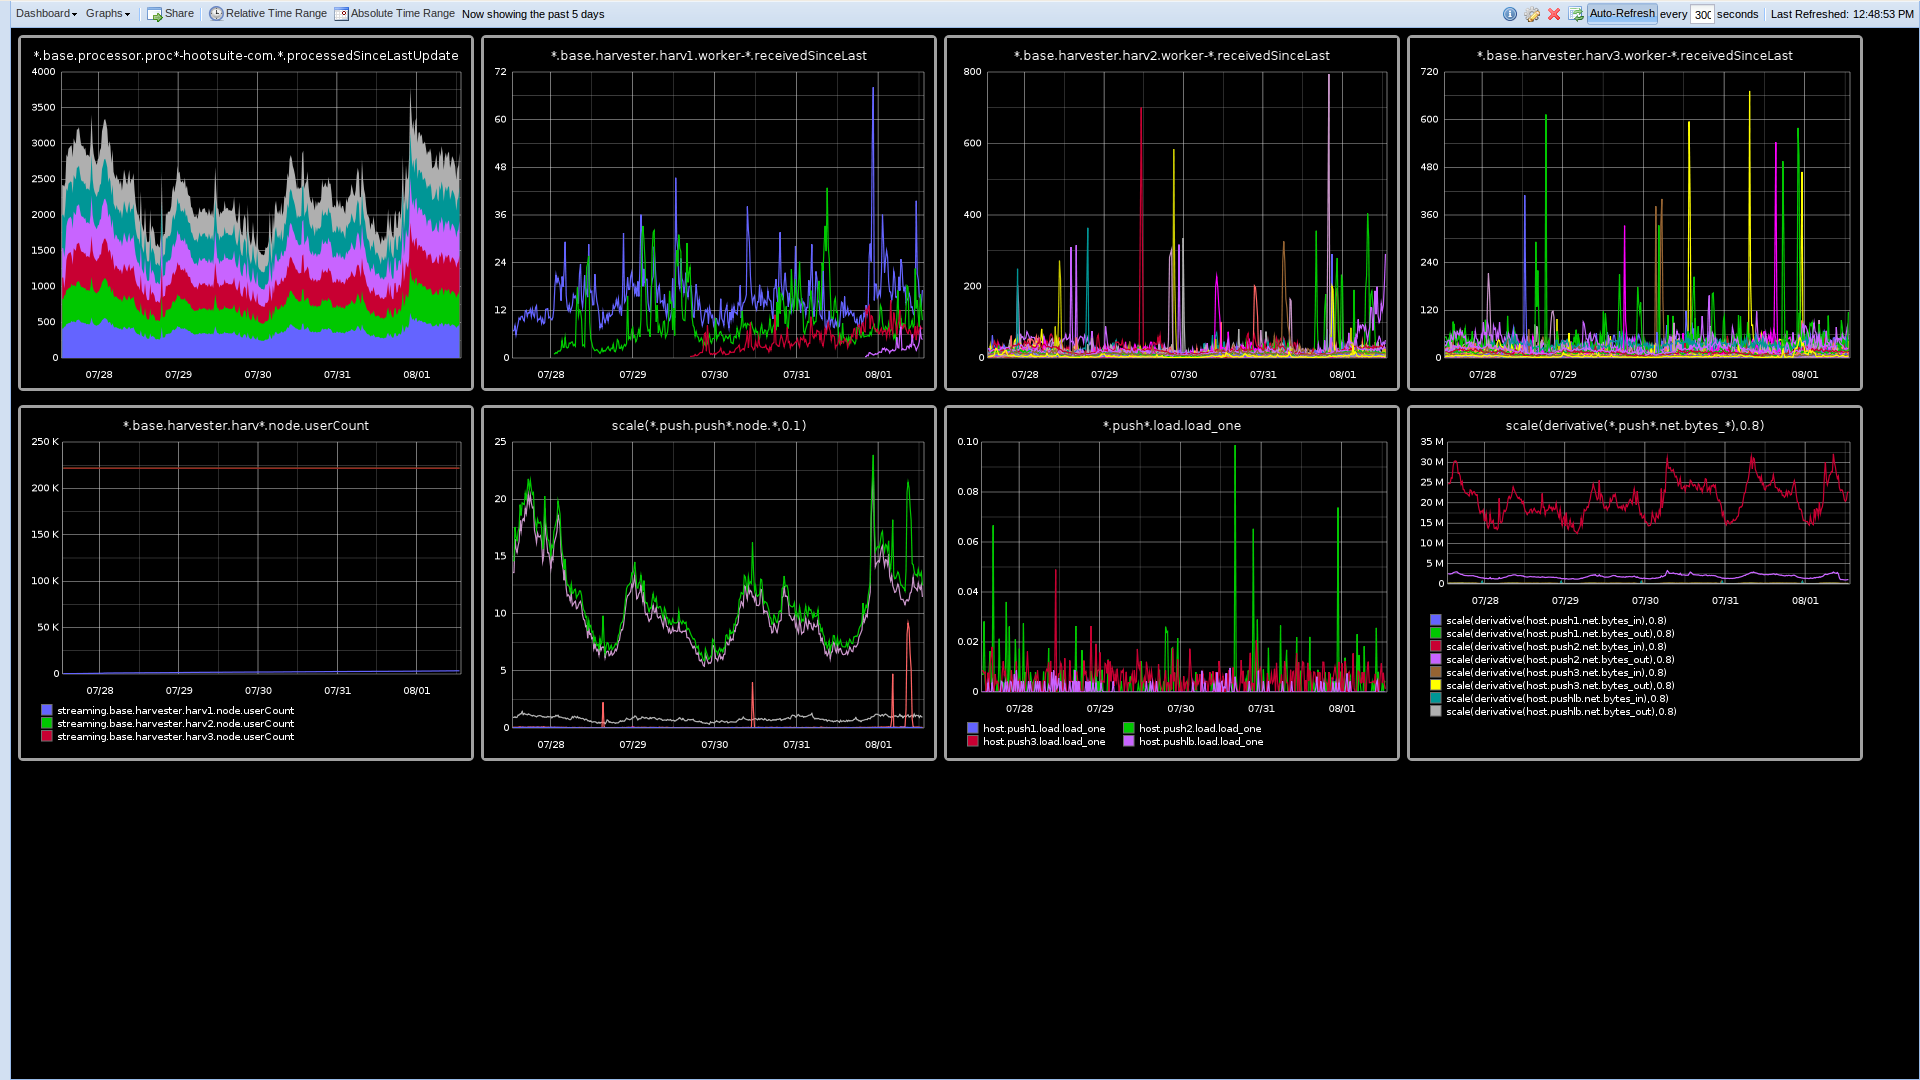 Dashboard Graphs Share Relative Time Range Absolute Time Range Now showing the past 5 days Auto-Refresh every 300 seconds Last Refreshed: 12:48:53 PM
*.base.processor.proc*-hootsuite-com.*.processedSinceLastUpdate
4000
3500
3000
2500
2000
1500
1000
500
0
07/28 07/29 07/30 07/31 08/01
*.base.harvester.harv1.worker-*.receivedSinceLast
72
60
48
36
24
12
0
07/28 07/29 07/30 07/31 08/01
*.base.harvester.harv2.worker-*.receivedSinceLast
800
600
400
200
0
07/28 07/29 07/30 07/31 08/01
*.base.harvester.harv3.worker-*.receivedSinceLast
720
600
480
360
240
120
0
07/28 07/29 07/30 07/31 08/01
*.base.harvester.harv*.node.userCount
250 K
200 K
150 K
100 K
50 K
0
07/28 07/29 07/30 07/31 08/01
streaming.base.harvester.harv1.node.userCount
streaming.base.harvester.harv2.node.userCount
streaming.base.harvester.harv3.node.userCount
scale(*.push.push*.node.*,0.1)
25
20
15
10
5
0
07/28 07/29 07/30 07/31 08/01
*.push*.load.load_one
0.10
0.08
0.06
0.04
0.02
0
07/28 07/29 07/30 07/31 08/01
host.push1.load.load_one host.push2.load.load_one
host.push3.load.load_one host.pushlb.load.load_one
scale(derivative(*.push*.net.bytes_*),0.8)
35 M
30 M
25 M
20 M
15 M
10 M
5 M
0
07/28 07/29 07/30 07/31 08/01
scale(derivative(host.push1.net.bytes_in),0.8)
scale(derivative(host.push1.net.bytes_out),0.8)
scale(derivative(host.push2.net.bytes_in),0.8)
scale(derivative(host.push2.net.bytes_out),0.8)
scale(derivative(host.push3.net.bytes_in),0.8)
scale(derivative(host.push3.net.bytes_out),0.8)
scale(derivative(host.pushlb.net.bytes_in),0.8)
scale(derivative(host.pushlb.net.bytes_out),0.8)